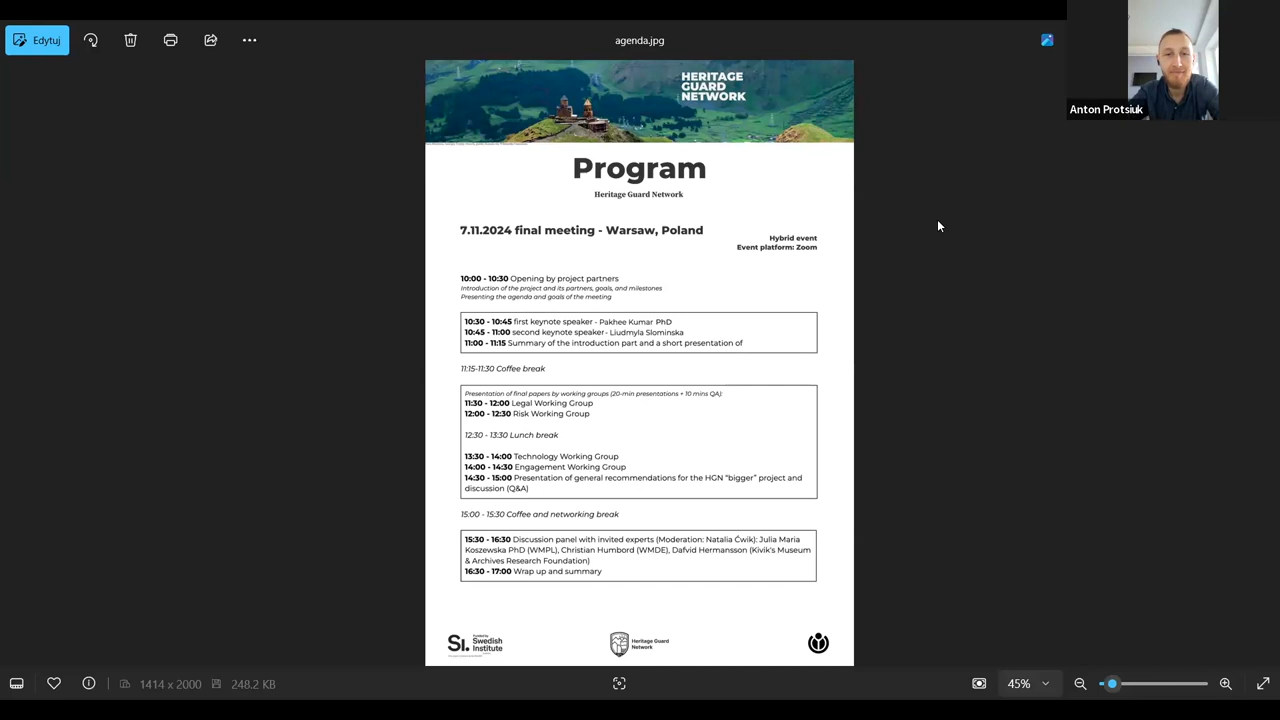 Edytuj
agenda.jpg
Anton Protsiuk
HERITAGE
GUARD
NETWORK
Program
Heritage Guard Network
7.11.2024 final meeting - Warsaw, Poland
Hybrid event
Event platform: Zoom
10:00 - 10:30 Opening by project partners
Introduction of the project and its partners, goals, and milestones
Presenting the agenda and goals of the meeting
10:30 - 10:45 first keynote speaker - Pakhee Kumar PhD
10:45 - 11:00 second keynote speaker - Liudmyla Slominska
11:00 - 11:15 Summary of the introduction part and a short presentation of
11:15-11:30 Coffee break
Presentation of final papers by working groups (20-min presentations + 10 mins QA)
11:30 - 12:00 Legal Working Group
12:00 - 12:30 Risk Working Group
12:30 - 13:30 Lunch break
13:30 - 14:00 Technology Working Group
14:00 - 14:30 Engagement Working Group
14:30 - 15:00 Presentation of general recommendations for the HGN "bigger" project and
discussion (Q&A)
15:00 - 15:30 Coffee and networking break
15:30 - 16:30 Discussion panel with invited experts (Moderation: Natalia Ćwik): Julia Maria
Koszewska PhD (WMPL), Christian Humbord (WMDE), Dafvid Hermansson (Kivik's Museum
& Archives Research Foundation)
16:30 - 17:00 Wrap up and summary
SI.
Funded by
Swedish
Institute
Heritage Guard
Network
1414 x 2000
248.2 KB
45%